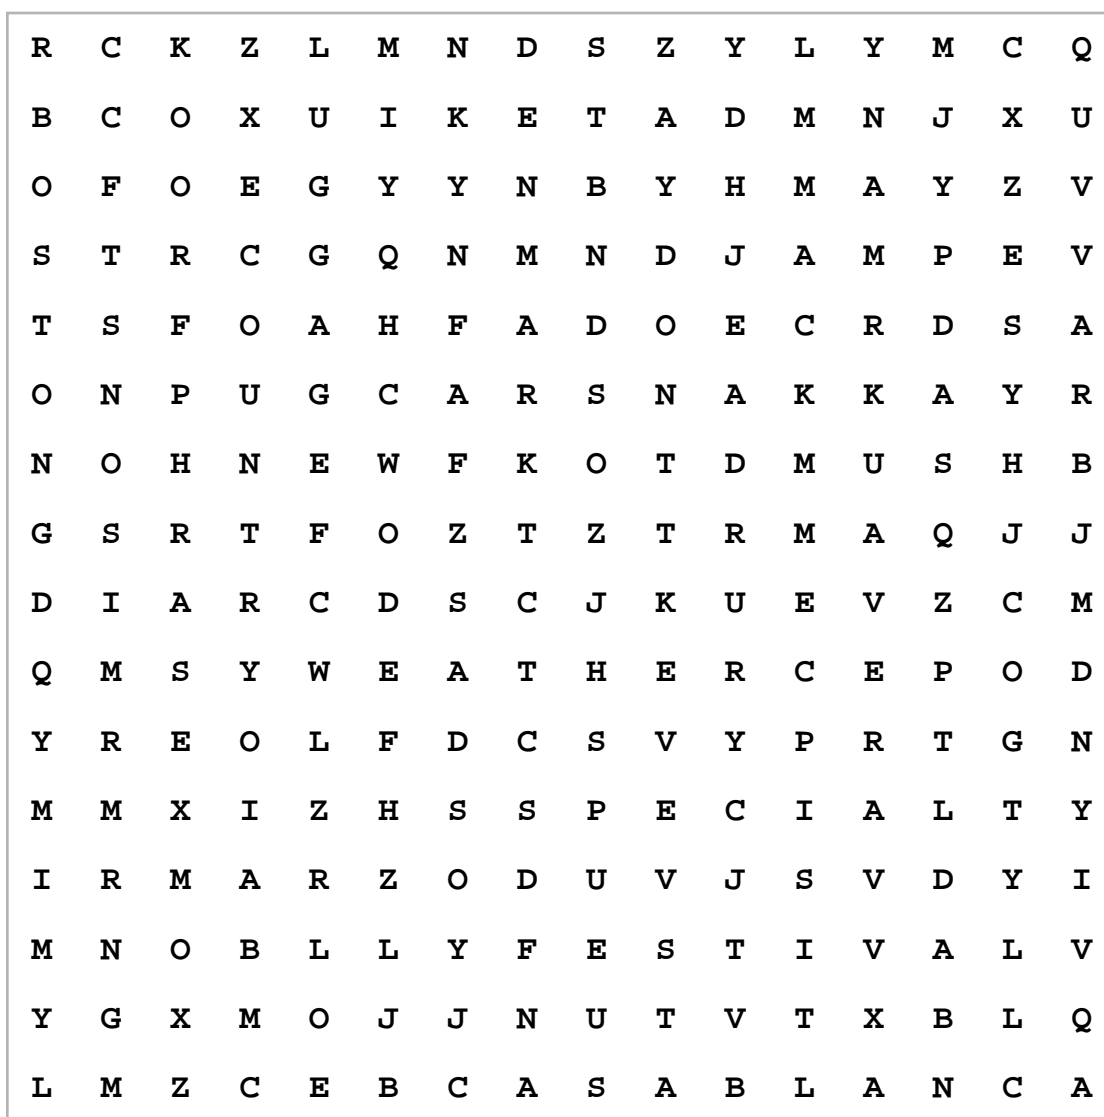 R C K Z L M N D S Z Y L Y M C Q
B C O X U I K E T A D M N J X U
O F O E G Y Y N B Y H M A Y Z V
S T R C G Q N M N D J A M P E V
T S F O A H F A D O E C R D S A
O N P U G C A R S N A K K A Y R
N O H N E W F K O T D M U S H B
G S R T F O Z T Z T R M A Q J J
D I A R C D S C J K U E V Z C M
Q M S Y W E A T H E R C E P O D
Y R E O L F D C S V Y P R T G N
M M X I Z H S S P E C I A L T Y
I R M A R Z O D U V J S V D Y I
M N O B L L Y F E S T I V A L V
Y G X M O J J N U T V T X B L Q
L M Z C E B C A S A B L A N C A